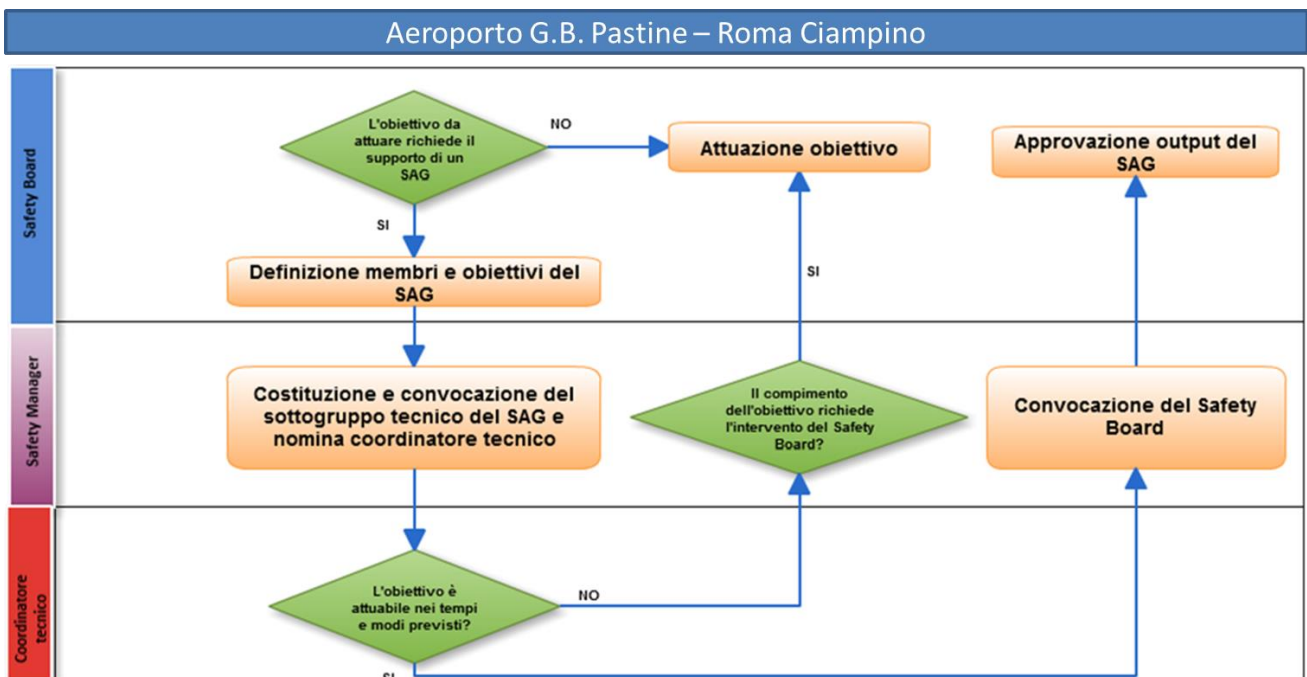 Aeroporto G.B. Pastine – Roma Ciampino
Safety Board
L'obiettivo da
attuare richiede il
supporto di un
SAG
NO
Attuazione obiettivo
Approvazione output del
SAG
SI
Definizione membri e obiettivi del
SAG
SI
Safety Manager
Costituzione e convocazione del
sottogruppo tecnico del SAG e
nomina coordinatore tecnico
Il compimento
dell'obiettivo richiede
l'intervento del Safety
Board?
Convocazione del Safety
Board
Coordinatore
tecnico
L'obiettivo è
attuabile nei tempi
e modi previsti?
NO
SI